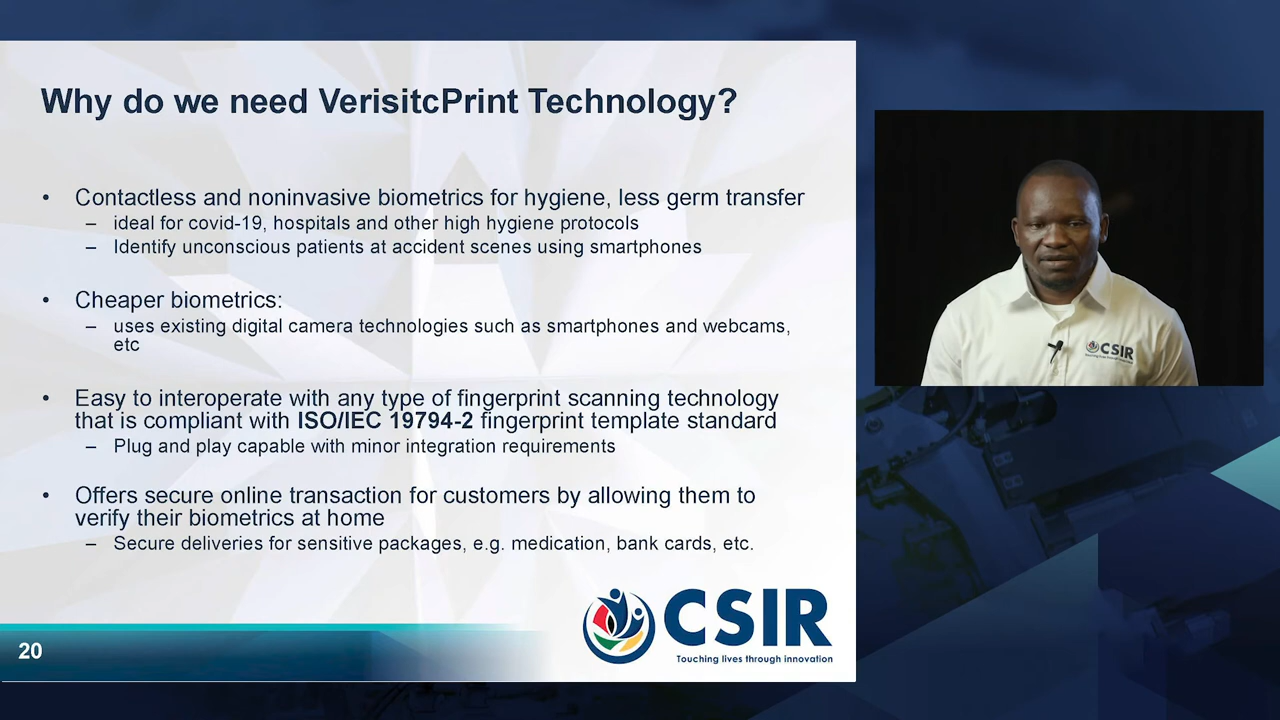 Why do we need VerisitcPrint Technology?
• Contactless and noninvasive biometrics for hygiene, less germ transfer
– ideal for covid-19, hospitals and other high hygiene protocols
– Identify unconscious patients at accident scenes using smartphones
• Cheaper biometrics:
– uses existing digital camera technologies such as smartphones and webcams,
etc
• Easy to interoperate with any type of fingerprint scanning technology
that is compliant with ISO/IEC 19794-2 fingerprint template standard
– Plug and play capable with minor integration requirements
• Offers secure online transaction for customers by allowing them to
verify their biometrics at home
– Secure deliveries for sensitive packages, e.g. medication, bank cards, etc.
20
CSIR
Touching lives through innovation
CSIR